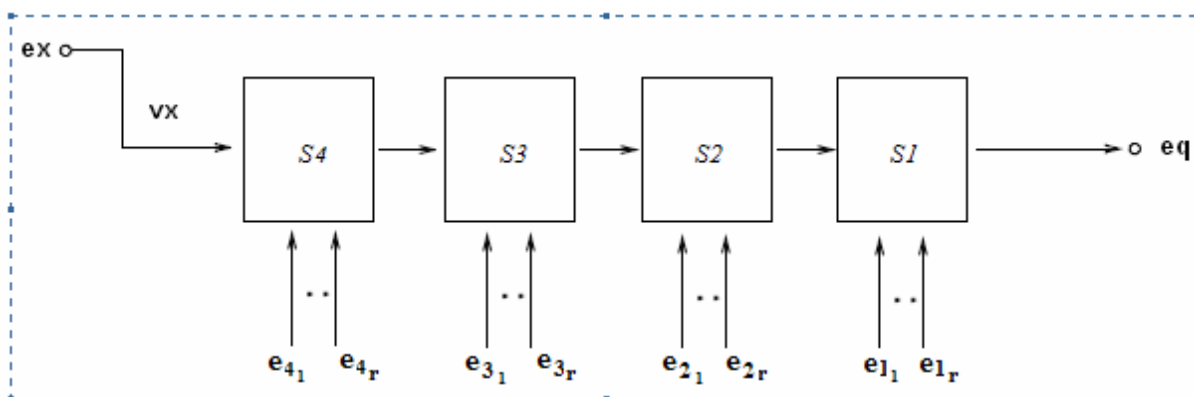 ex
vx
S4 S3 S2 S1 eq
e4₁ .. e4ᵣ e3₁ .. e3ᵣ e2₁ .. e2ᵣ e1₁ .. e1ᵣ